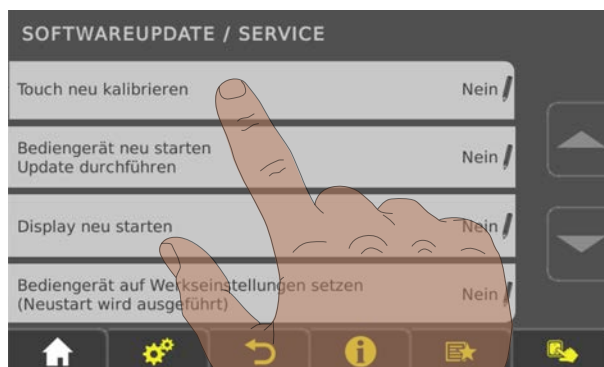 SOFTWAREUPDATE / SERVICE
Touch neu kalibrieren Nein
Bediengerät neu starten
Update durchführen Nein
Display neu starten Nein
Bediengerät auf Werkseinstellungen setzen
(Neustart wird ausgeführt) Nein